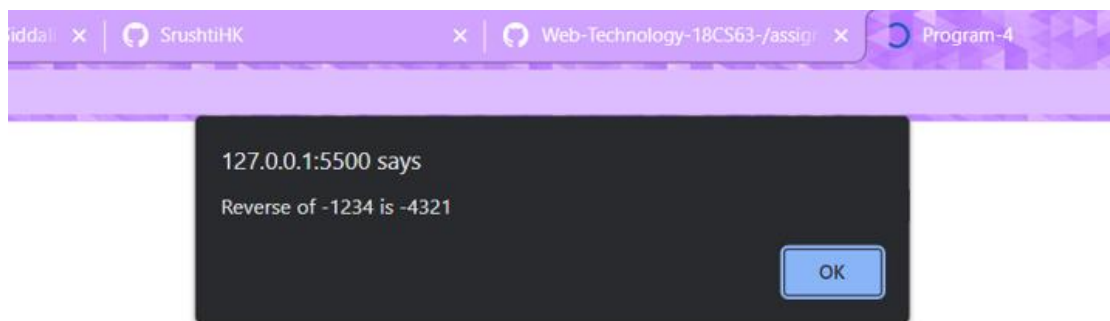 SrushtiHK
Web-Technology-18CS63-/assig
Program-4
127.0.0.1:5500 says
Reverse of -1234 is -4321
OK